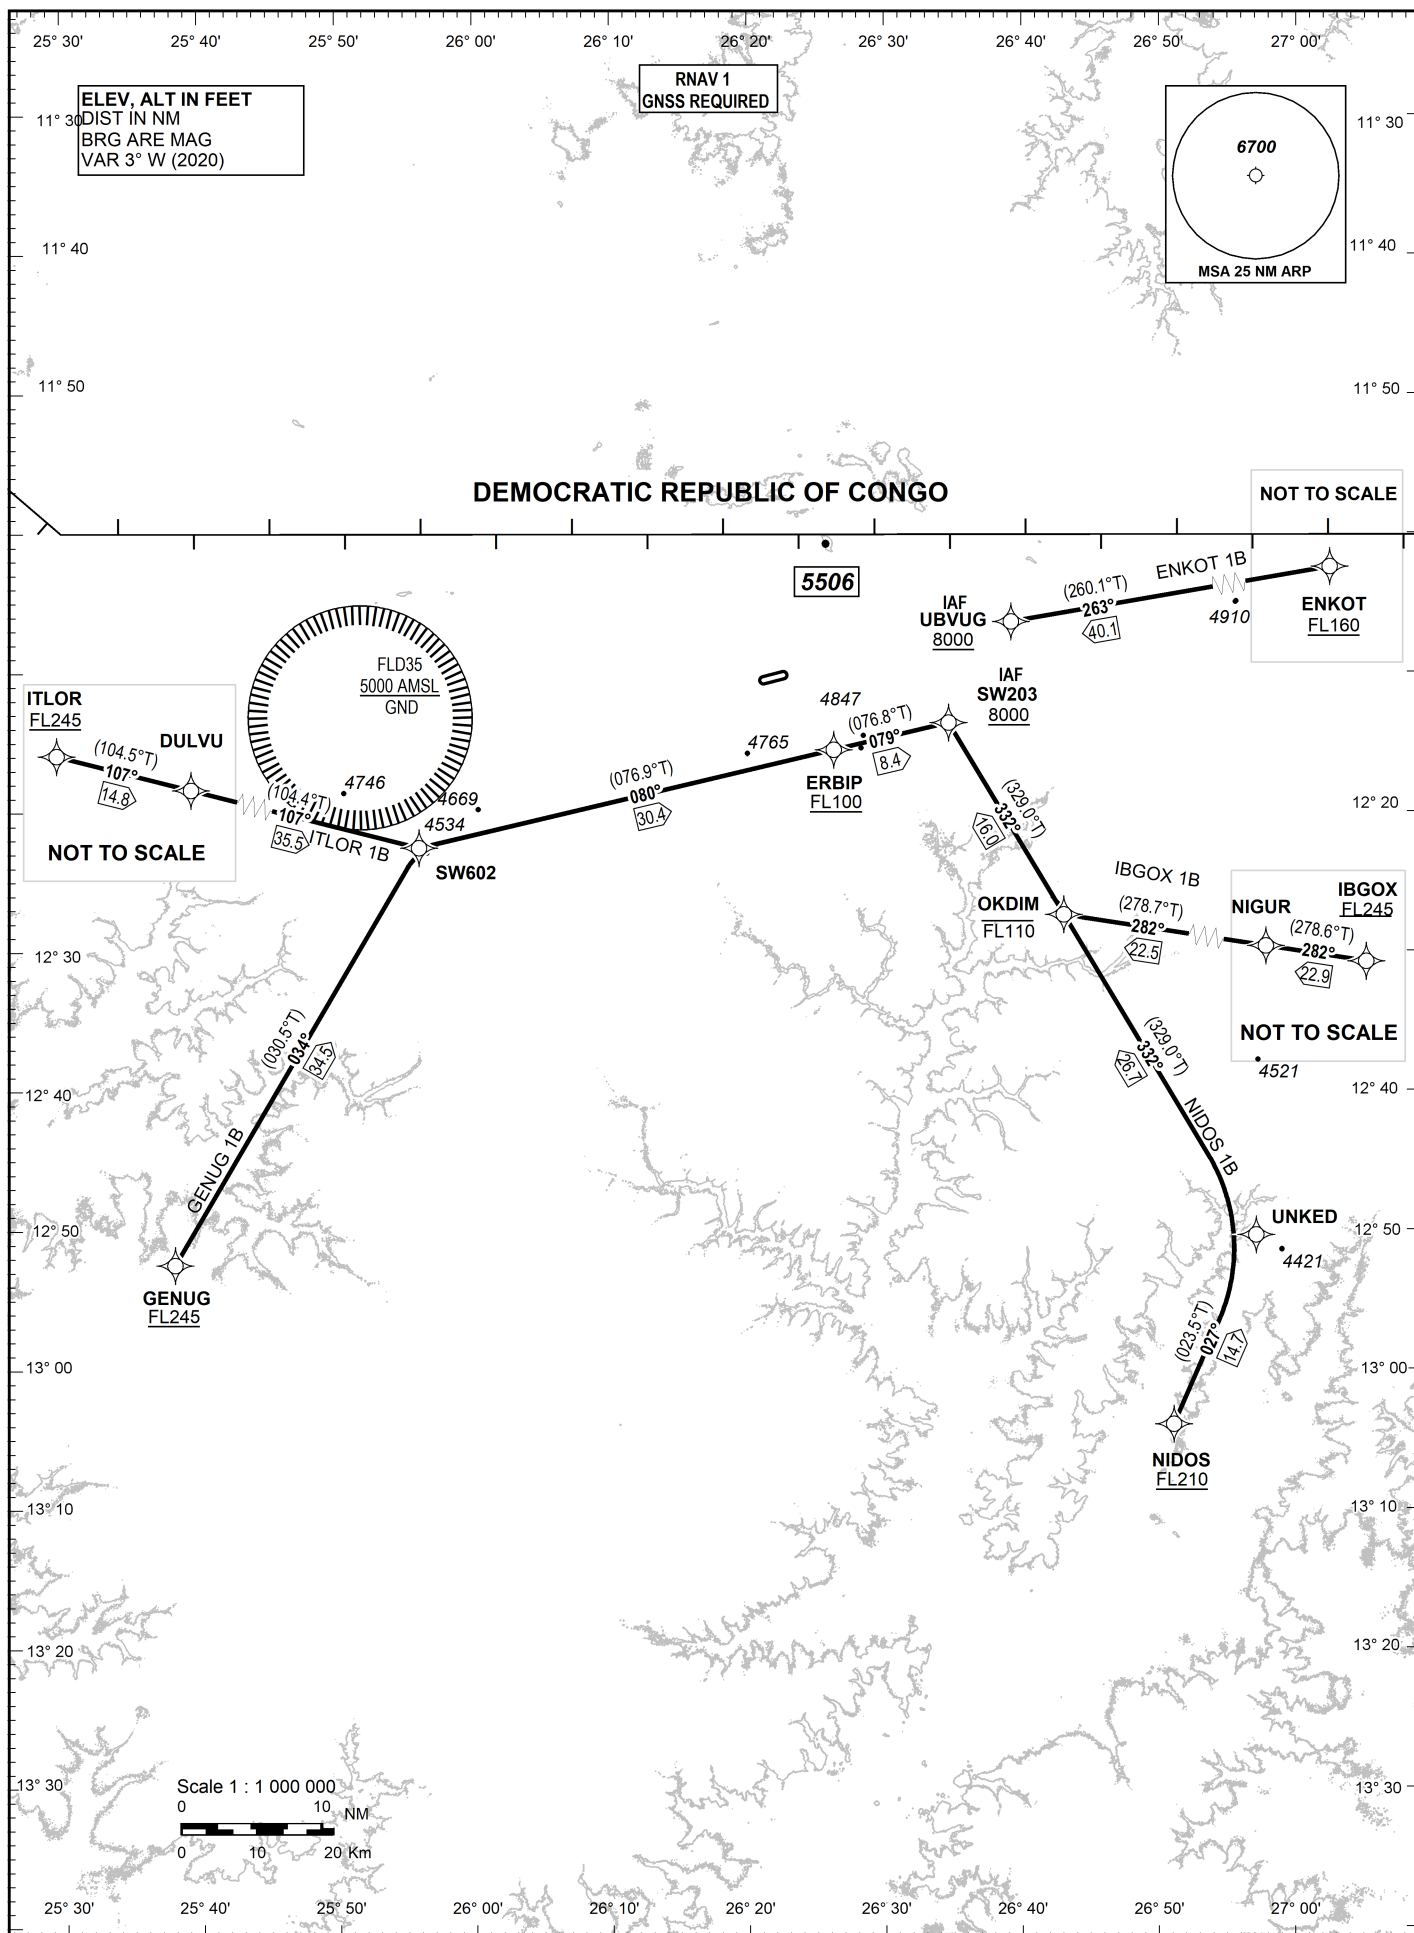 25° 30'
25° 40'
25° 50'
26° 00'
26° 10'
26° 20'
26° 30'
26° 40'
26° 50'
27° 00'
ELEV, ALT IN FEET
DIST IN NM
BRG ARE MAG
VAR 3° W (2020)
RNAV 1
GNSS REQUIRED
6700
MSA 25 NM ARP
11° 30
11° 30
11° 40
11° 40
11° 50
11° 50
DEMOCRATIC REPUBLIC OF CONGO
NOT TO SCALE
5506
ENKOT 1B
(260.1°T)
263°
40.1
4910
ENKOT
FL160
IAF
UBVUG
8000
FLD35
5000 AMSL
GND
IAF
SW203
8000
ITLOR
FL245
DULVU
(104.5°T)
107°
14.8
NOT TO SCALE
4847
(076.8°T)
079°
8.4
4765
ERBIP
FL100
4746
(104.4°T)
107°
35.5
ITLOR 1B
4669
4534
SW602
(076.9°T)
080°
30.4
12° 20
(329.0°T)
332°
16.0
OKDIM
FL110
IBGOX 1B
(278.7°T)
282°
22.5
NIGUR
IBGOX
FL245
(278.6°T)
282°
22.9
NOT TO SCALE
4521
12° 30
12° 40
12° 40
(030.5°T)
034°
34.5
GENUG 1B
(329.0°T)
332°
26.7
NIDOS 1B
UNKED
4421
12° 50
12° 50
GENUG
FL245
(023.5°T)
027°
14.7
13° 00
13° 00
NIDOS
FL210
13° 10
13° 10
13° 20
13° 20
13° 30
13° 30
Scale 1 : 1 000 000
0 10 NM
0 10 20 Km
25° 30'
25° 40'
25° 50'
26° 00'
26° 10'
26° 20'
26° 30'
26° 40'
26° 50'
27° 00'